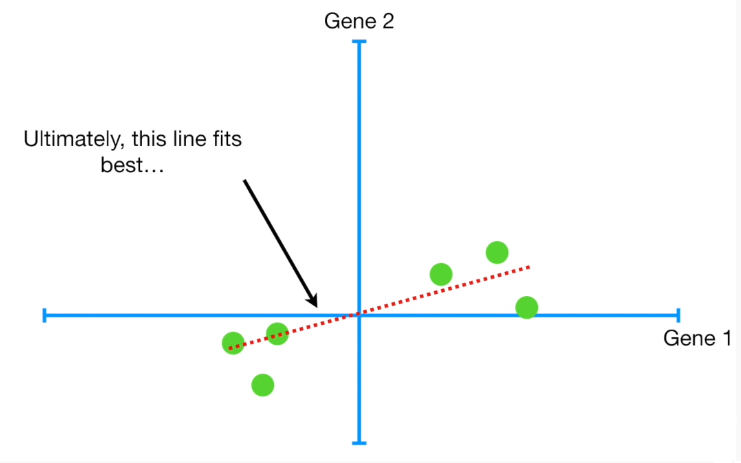 Gene 2
Ultimately, this line fits
best…
Gene 1